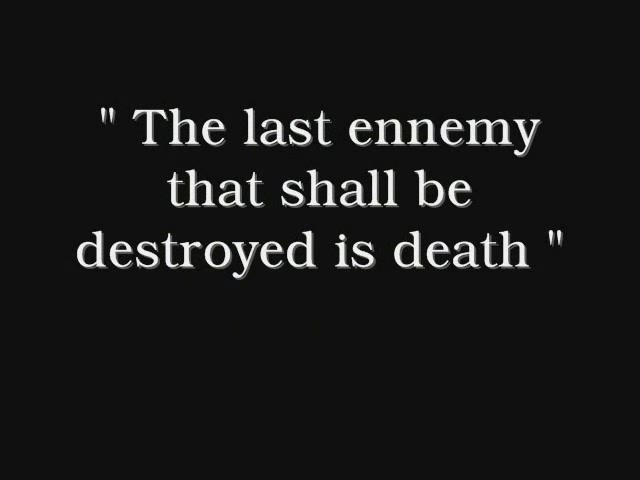 " The last ennemy
that shall be
destroyed is death "